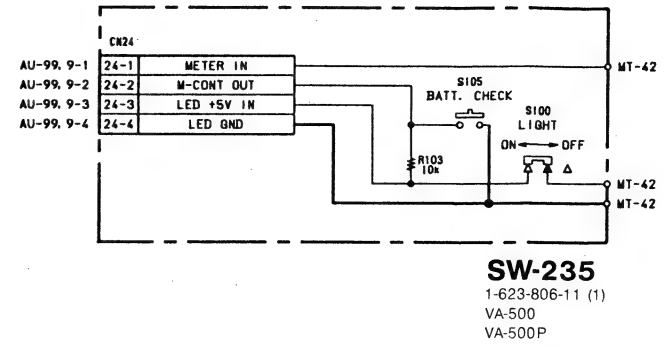 CN24
AU-99, 9-1 24-1 METER IN MT-42
AU-99, 9-2 24-2 M-CONT OUT
AU-99, 9-3 24-3 LED +5V IN
AU-99, 9-4 24-4 LED GND
S105
BATT. CHECK
S100
LIGHT
ON OFF
R103
10k
MT-42
MT-42
SW-235
1-623-806-11 (1)
VA-500
VA-500P